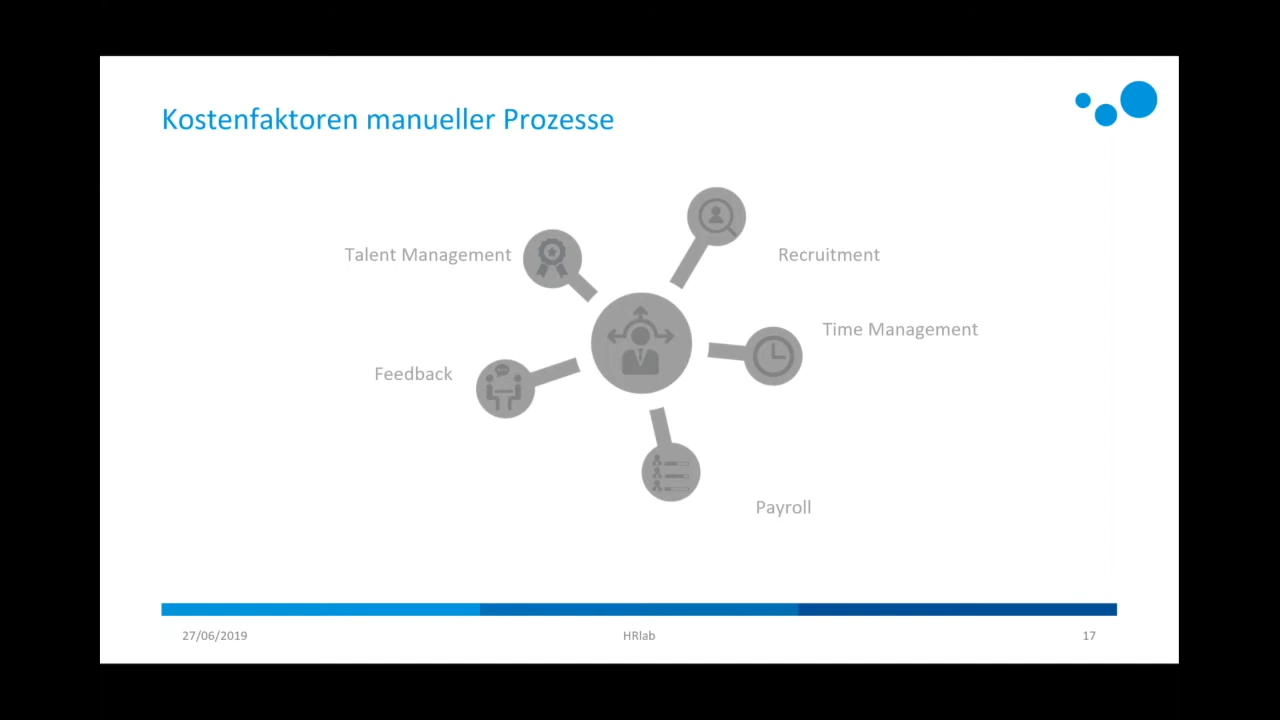 Kostenfaktoren manueller Prozesse
Talent Management
Recruitment
Time Management
Feedback
Payroll
27/06/2019
HRlab
17